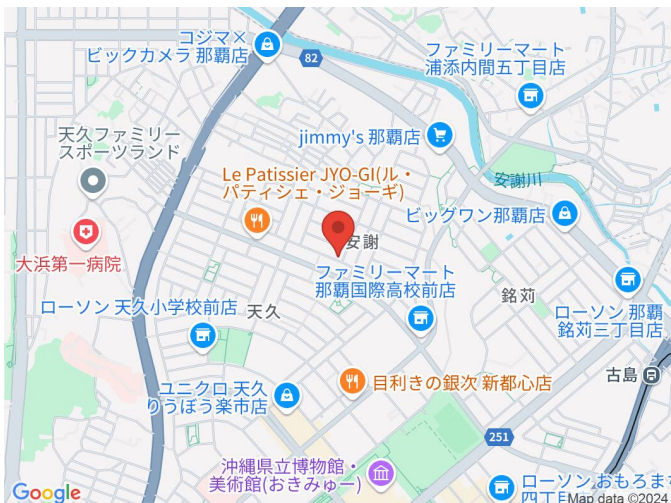 コジマ×
ビックカメラ 那覇店
82
ファミリーマート
浦添内間五丁目店
天久ファミリー
スポーツランド
jimmy's 那覇店
Le Patissier JYO-GI(ル・
パティシェ・ジョーギ)
安謝川
ビッグワン那覇店
大浜第一病院
安謝
ファミリーマート
那覇国際高校前店
銘苅
ローソン 那覇
銘苅三丁目店
ローソン 天久小学校前店
天久
古島
目利きの銀次 新都心店
ユニクロ 天久
りうぼう楽市店
251
沖縄県立博物館・
美術館(おきみゅー)
ローソン おもろま
四丁目
Google
Map data ©2024